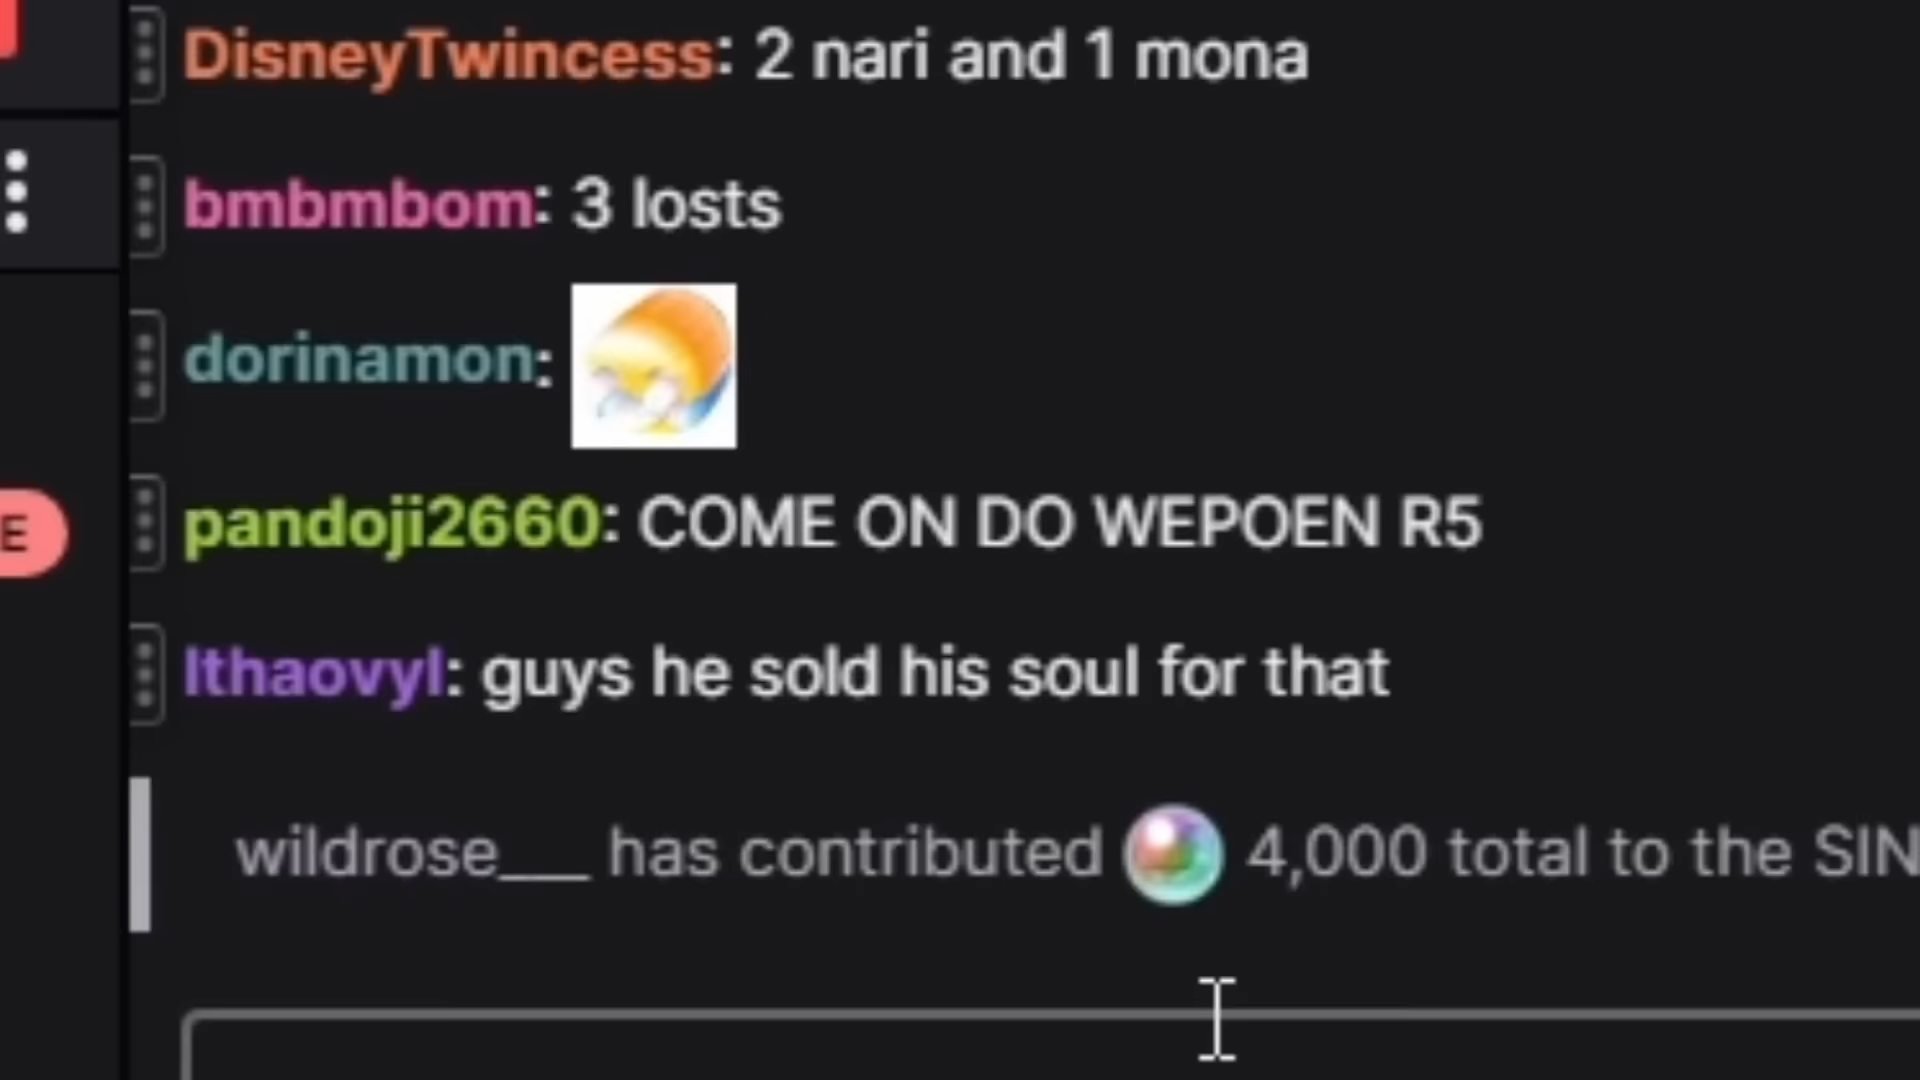 DisneyTwincess: 2 nari and 1 mona
bmbmbom: 3 losts
dorinamon:
pandoji2660: COME ON DO WEPOEN R5
E
lthaovyl: guys he sold his soul for that
wildrose___ has contributed 4,000 total to the SIN